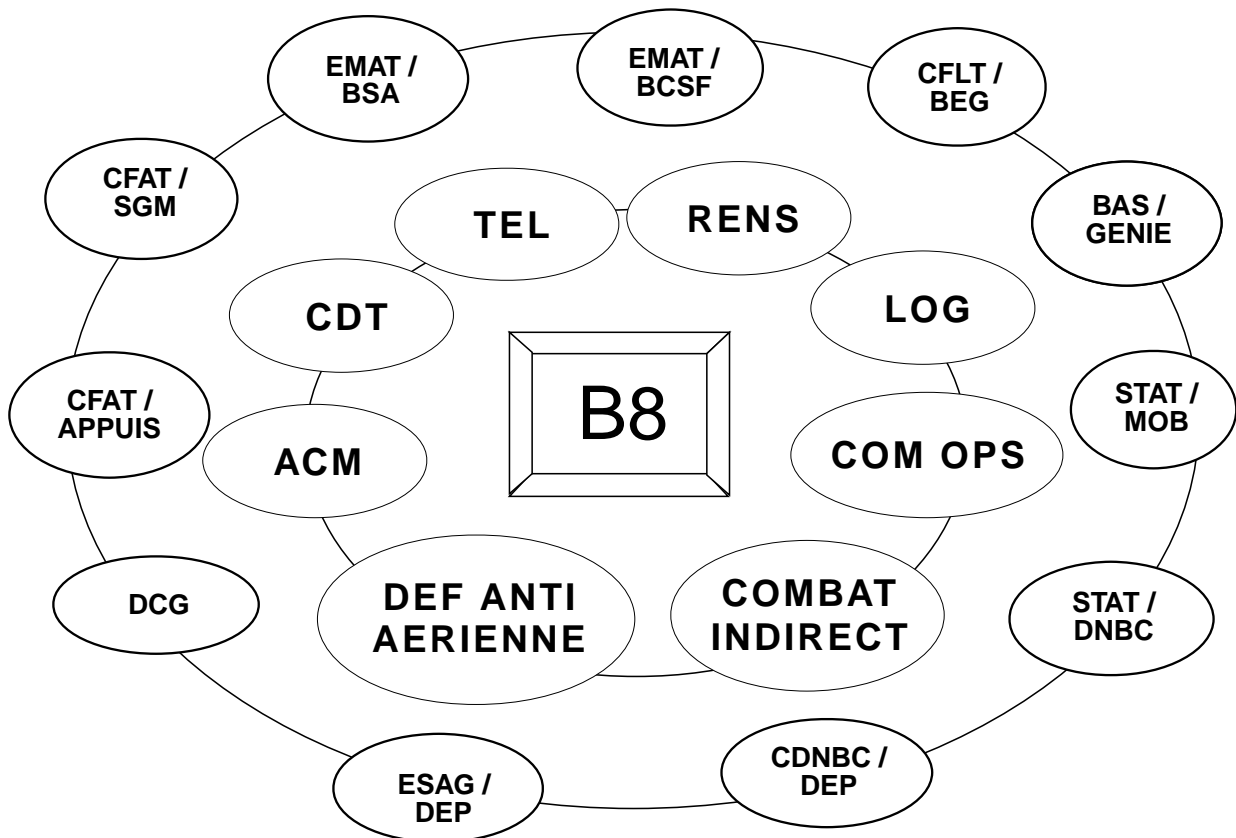 EMAT /
BSA
EMAT /
BCSF
CFLT /
BEG
CFAT /
SGM
BAS /
GENIE
TEL
RENS
CDT
LOG
B8
CFAT /
APPUIS
STAT /
MOB
ACM
COM OPS
DEF ANTI
AERIENNE
COMBAT
INDIRECT
DCG
STAT /
DNBC
ESAG /
DEP
CDNBC /
DEP